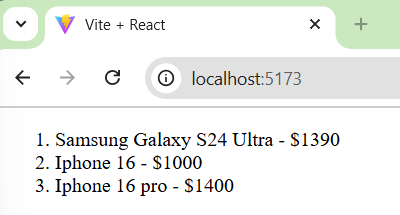 Vite + React
localhost:5173
1. Samsung Galaxy S24 Ultra - $1390
2. Iphone 16 - $1000
3. Iphone 16 pro - $1400